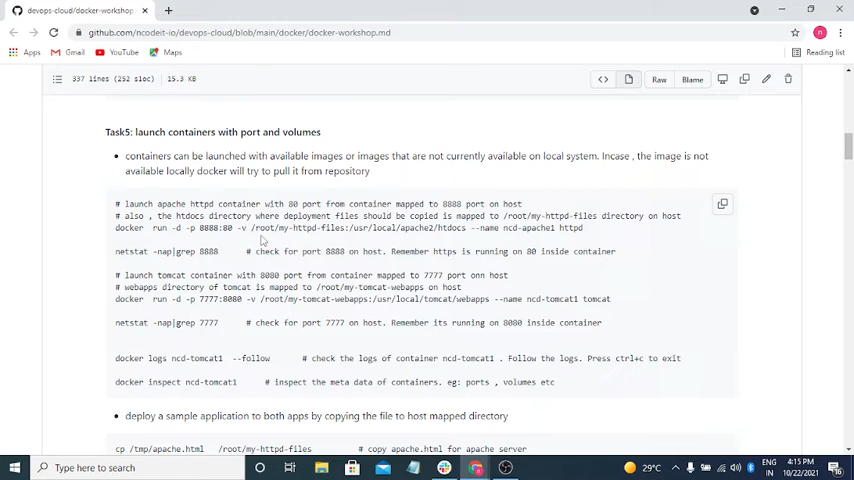 devops-cloud/docker-workshop.m
github.com/ncodeit-io/devops-cloud/blob/main/docker/docker-workshop.md
Apps
Gmail
YouTube
Maps
Reading list
337 lines (252 sloc)
15.3 KB
Raw
Blame
Task5: launch containers with port and volumes
containers can be launched with available images or images that are not currently available on local system. Incase , the image is not
available locally docker will try to pull it from repository
# launch apache httpd container with 80 port from container mapped to 8888 port on host
# also , the htdocs directory where deployment files should be copied is mapped to /root/my-httpd-files directory on host
docker run -d -p 8888:80 -v /root/my-httpd-files:/usr/local/apache2/htdocs --name ncd-apache1 httpd
netstat -nap|grep 8888 # check for port 8888 on host. Remember https is running on 80 inside container
# launch tomcat container with 8080 port from container mapped to 7777 port onn host
# webapps directory of tomcat is mapped to /root/my-tomcat-webapps on host
docker run -d -p 7777:8080 -v /root/my-tomcat-webapps:/usr/local/tomcat/webapps --name ncd-tomcat1 tomcat
netstat -nap|grep 7777 # check for port 7777 on host. Remember its running on 8080 inside container
docker logs ncd-tomcat1 --follow # check the logs of container ncd-tomcat1 . Follow the logs. Press ctrl+c to exit
docker inspect ncd-tomcat1 # inspect the meta data of containers. eg: ports , volumes etc
deploy a sample application to both apps by copying the file to host mapped directory
cp /tmp/apache.html /root/my-httpd-files # copy apache.html for apache server
Type here to search
29°C
ENG
IN
4:15 PM
10/22/2021